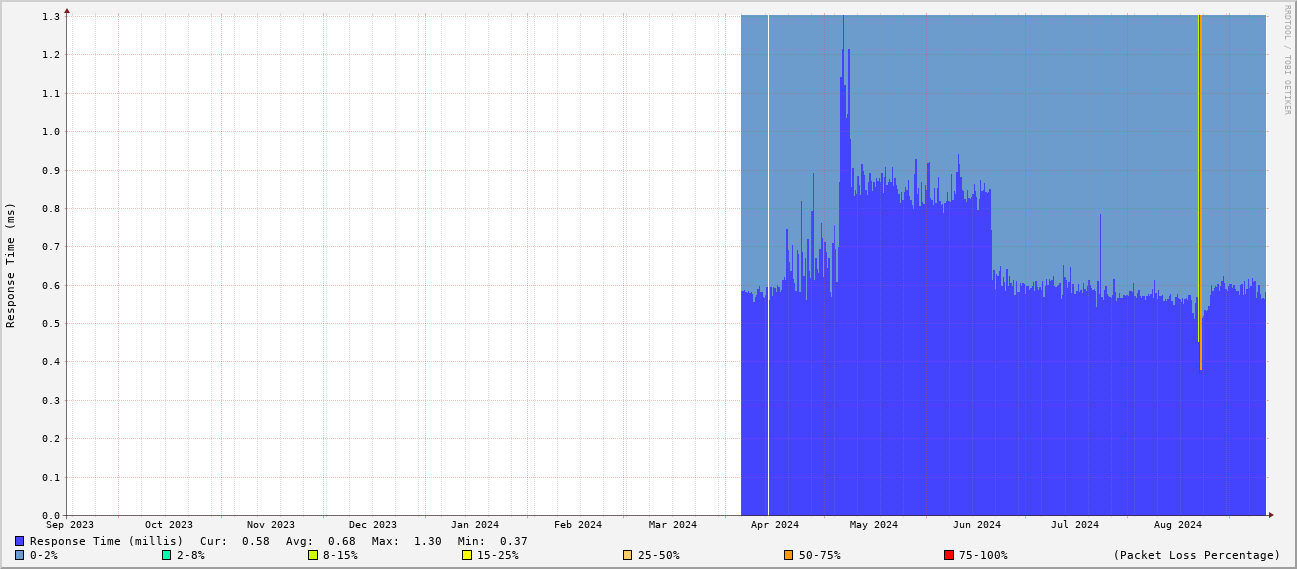 RRDTOOL / TOBI OETIKER
Response Time (ms)
1.3
1.2
1.1
1.0
0.9
0.8
0.7
0.6
0.5
0.4
0.3
0.2
0.1
0.0
Sep 2023 Oct 2023 Nov 2023 Dec 2023 Jan 2024 Feb 2024 Mar 2024 Apr 2024 May 2024 Jun 2024 Jul 2024 Aug 2024
Response Time (millis) Cur: 0.58 Avg: 0.68 Max: 1.30 Min: 0.37
0-2% 2-8% 8-15% 15-25% 25-50% 50-75% 75-100% (Packet Loss Percentage)